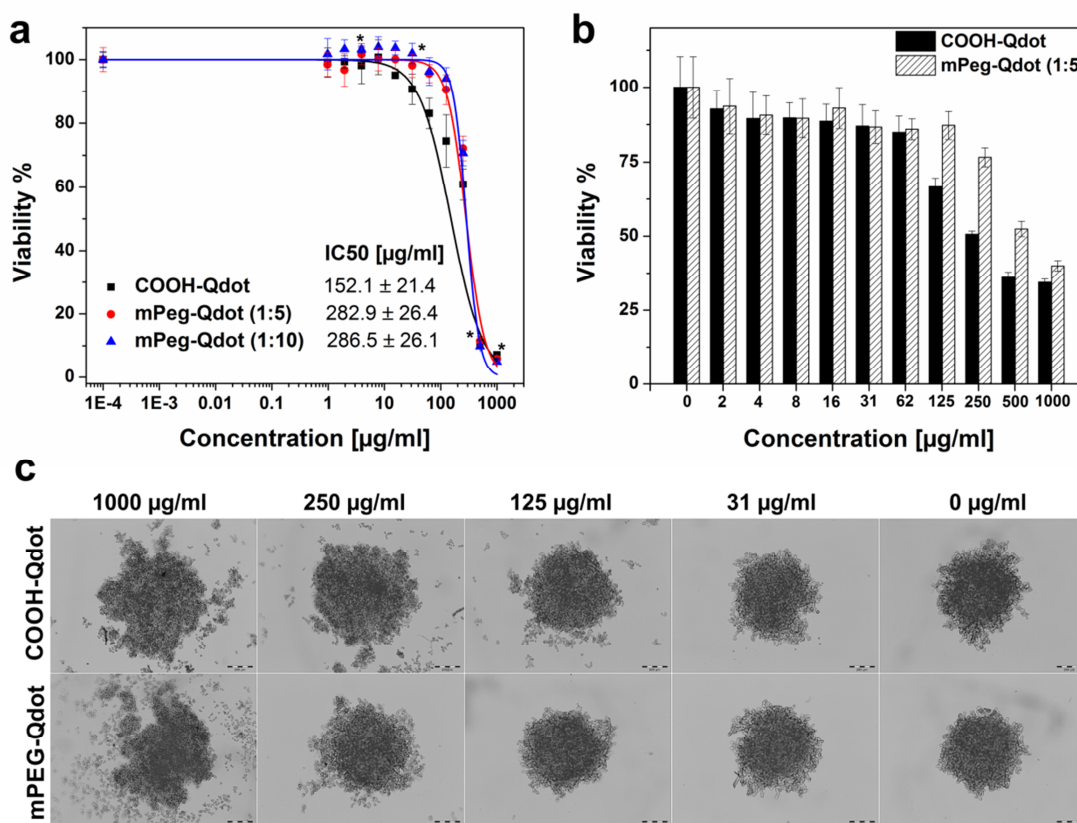 a
100
80
60
40
20
0
Viability %
IC50 [µg/ml]
COOH-Qdot 152.1 ± 21.4
mPeg-Qdot (1:5) 282.9 ± 26.4
mPeg-Qdot (1:10) 286.5 ± 26.1
* * * *
1E-4 1E-3 0.01 0.1 1 10 100 1000
Concentration [µg/ml]
b
COOH-Qdot
mPeg-Qdot (1:5
100
75
50
25
0
Viability %
0 2 4 8 16 31 62 125 250 500 1000
Concentration [µg/ml]
c
1000 µg/ml 250 µg/ml 125 µg/ml 31 µg/ml 0 µg/ml
COOH-Qdot
mPEG-Qdot